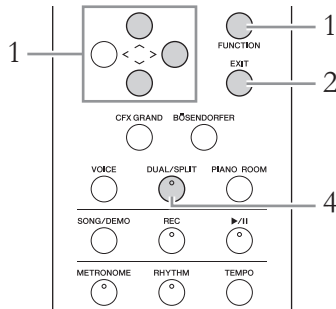 1
1
FUNCTION
EXIT
2
CFX GRAND BÖSENDORFER
VOICE DUAL/SPLIT PIANO ROOM
4
SONG/DEMO REC ►/II
METRONOME RHYTHM TEMPO